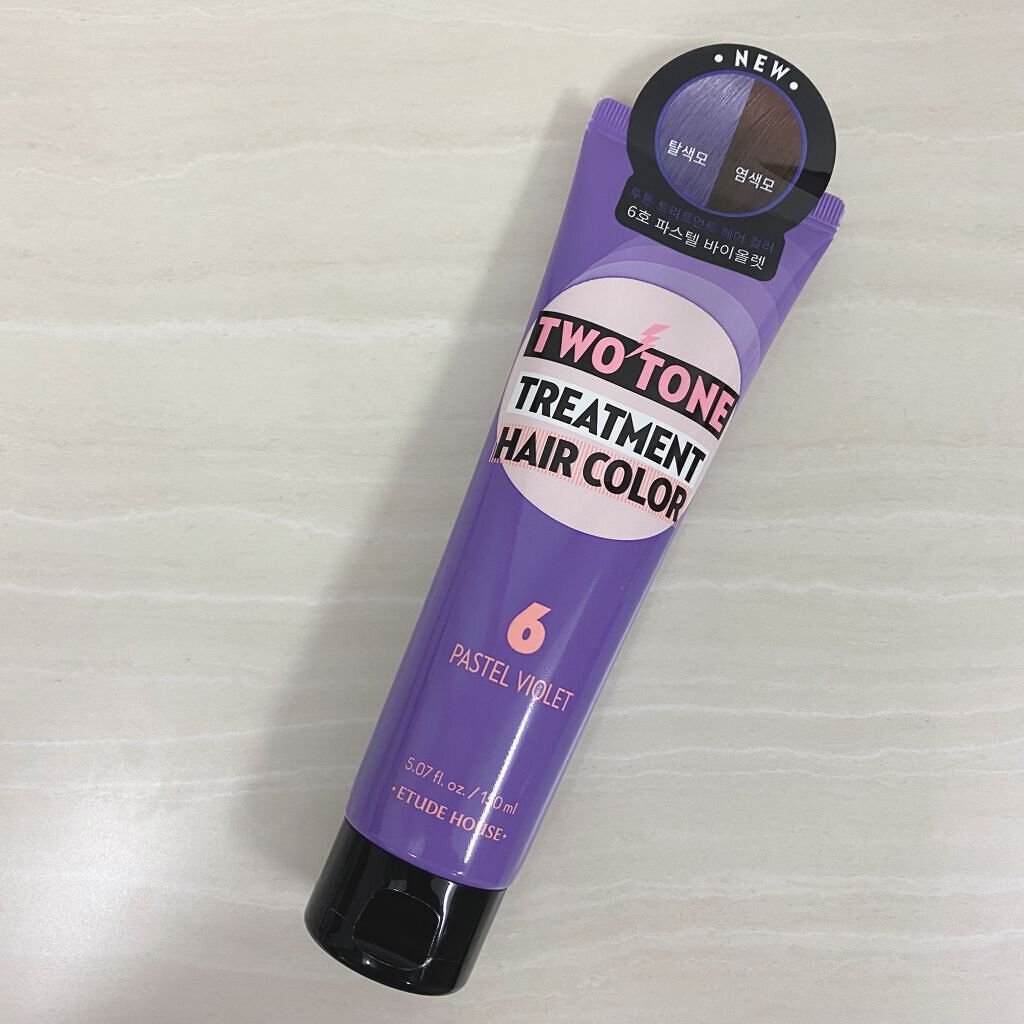 • NEW •
탈색모
염색모
투톤 트리트먼트 헤어 컬러
6호 파스텔 바이올렛
TWO TONE
TREATMENT
HAIR COLOR
6
PASTEL VIOLET
5.07 fl. oz. / 150 ml
ETUDE HOUSE